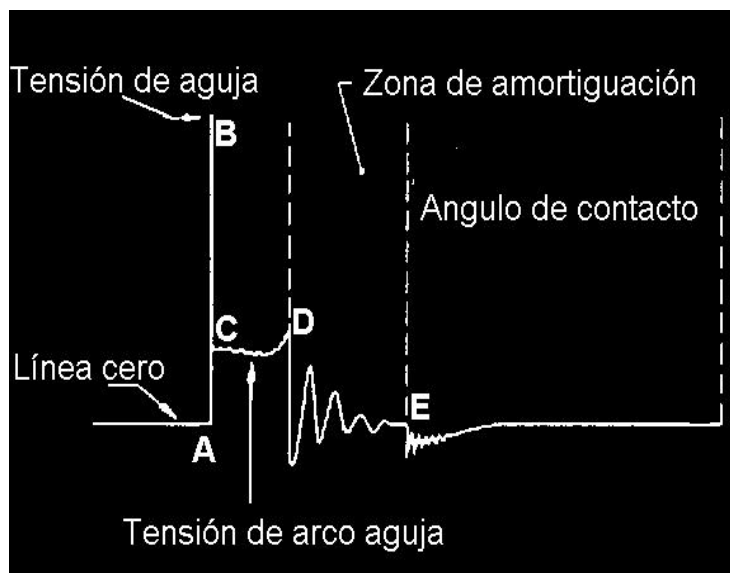 Tensión de aguja
Zona de amortiguación
B
Angulo de contacto
C
D
Línea cero
E
A
Tensión de arco aguja